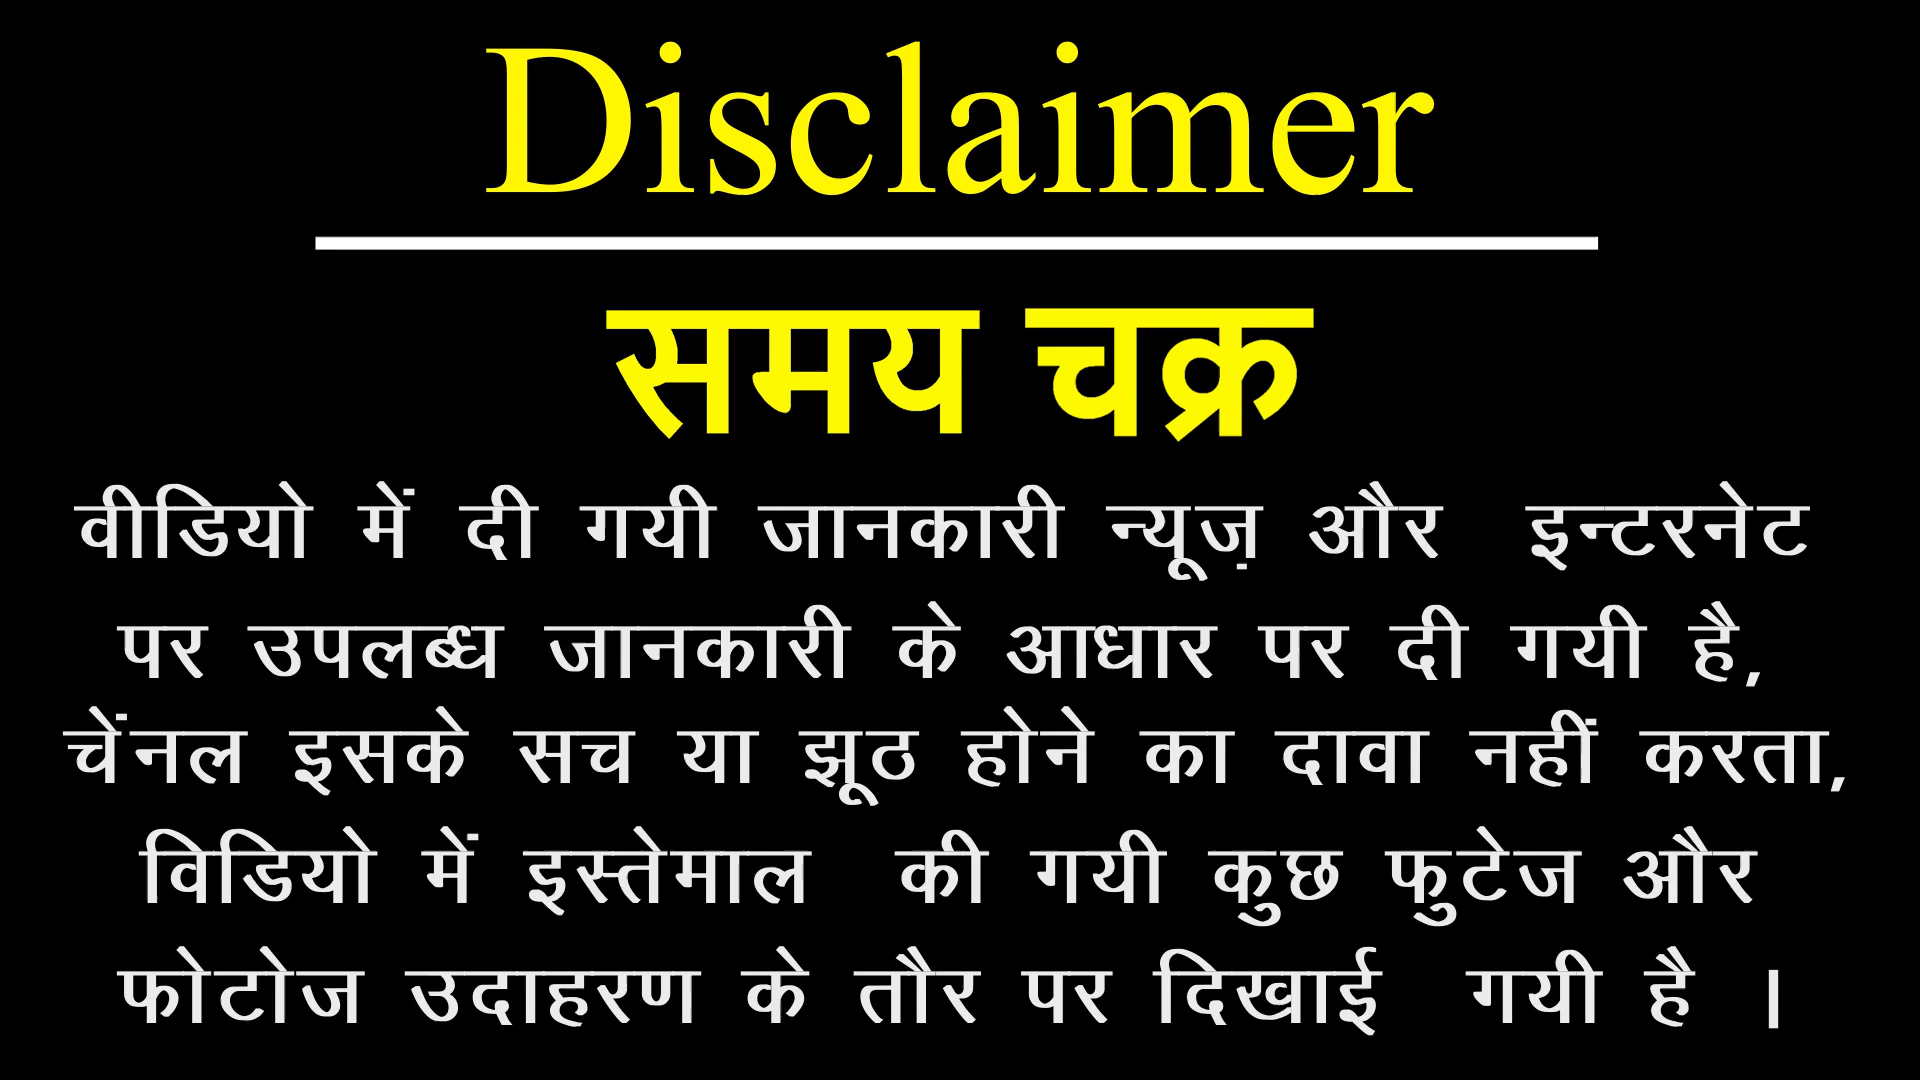 Disclaimer
समय चक्र
वीडियो में दी गयी जानकारी न्यूज़ और इन्टरनेट
पर उपलब्ध जानकारी के आधार पर दी गयी है,
चेंनल इसके सच या झूठ होने का दावा नहीं करता,
विडियो में इस्तेमाल की गयी कुछ फुटेज और
फोटोज उदाहरण के तौर पर दिखाई गयी है ।